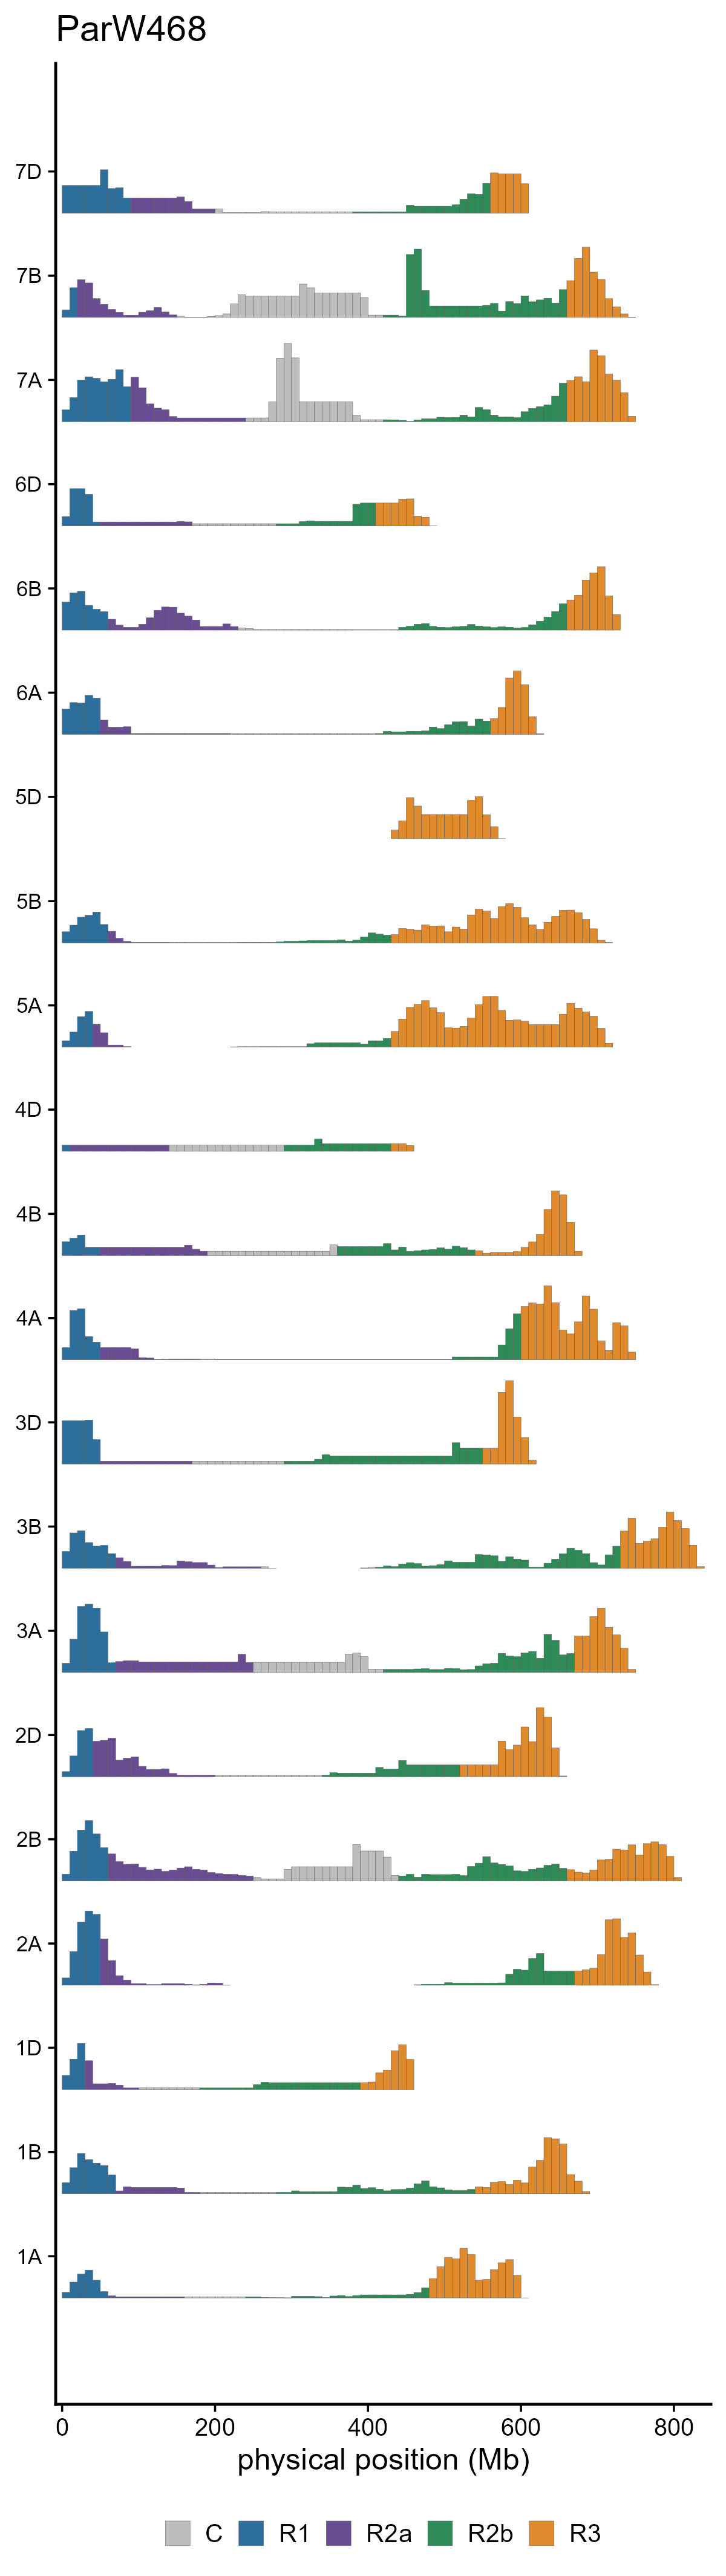 ParW468
7D
7B
7A
6D
6B
6A
5D
5B
5A
4D
4B
4A
3D
3B
3A
2D
2B
2A
1D
1B
1A
0 200 400 600 800
physical position (Mb)
C R1 R2a R2b R3